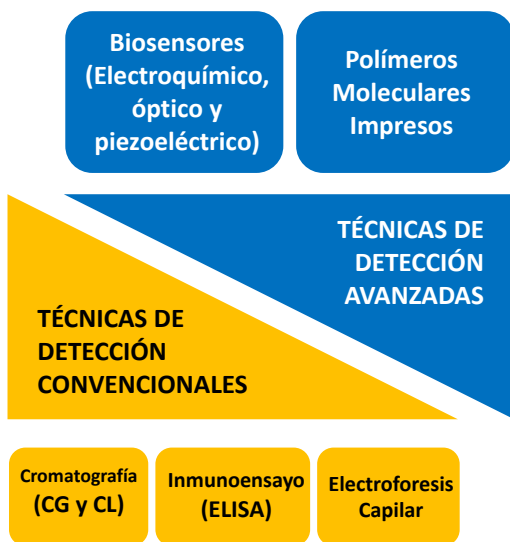 Biosensores
(Electroquímico,
óptico y
piezoeléctrico)
Polímeros
Moleculares
Impresos
TÉCNICAS DE
DETECCIÓN
AVANZADAS
TÉCNICAS DE
DETECCIÓN
CONVENCIONALES
Cromatografía
(CG y CL)
Inmunoensayo
(ELISA)
Electroforesis
Capilar